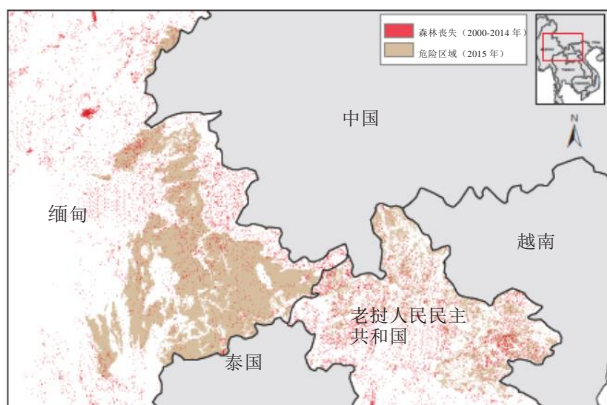 森林丧失（2000-2014 年）
危险区域（2015 年）
N
中国
缅甸
越南
老挝人民民主
共和国
泰国